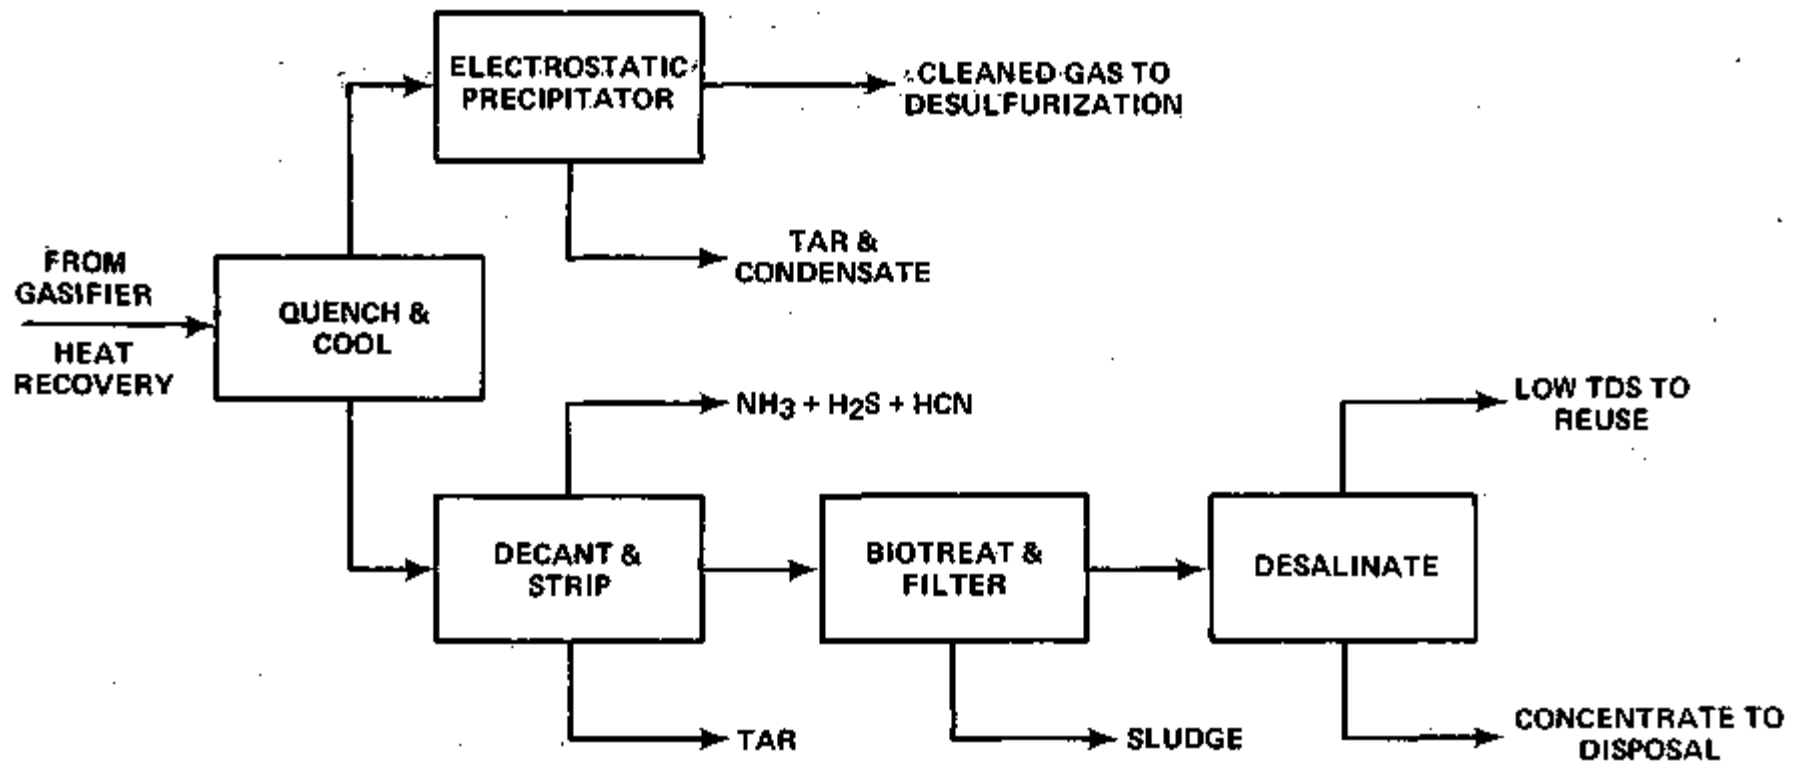 ELECTROSTATIC
PRECIPITATOR
CLEANED GAS TO
DESULFURIZATION
TAR &
CONDENSATE
FROM
GASIFIER
HEAT
RECOVERY
QUENCH &
COOL
NH3 + H2S + HCN
LOW TDS TO
REUSE
DECANT &
STRIP
BIOTREAT &
FILTER
DESALINATE
TAR
SLUDGE
CONCENTRATE TO
DISPOSAL